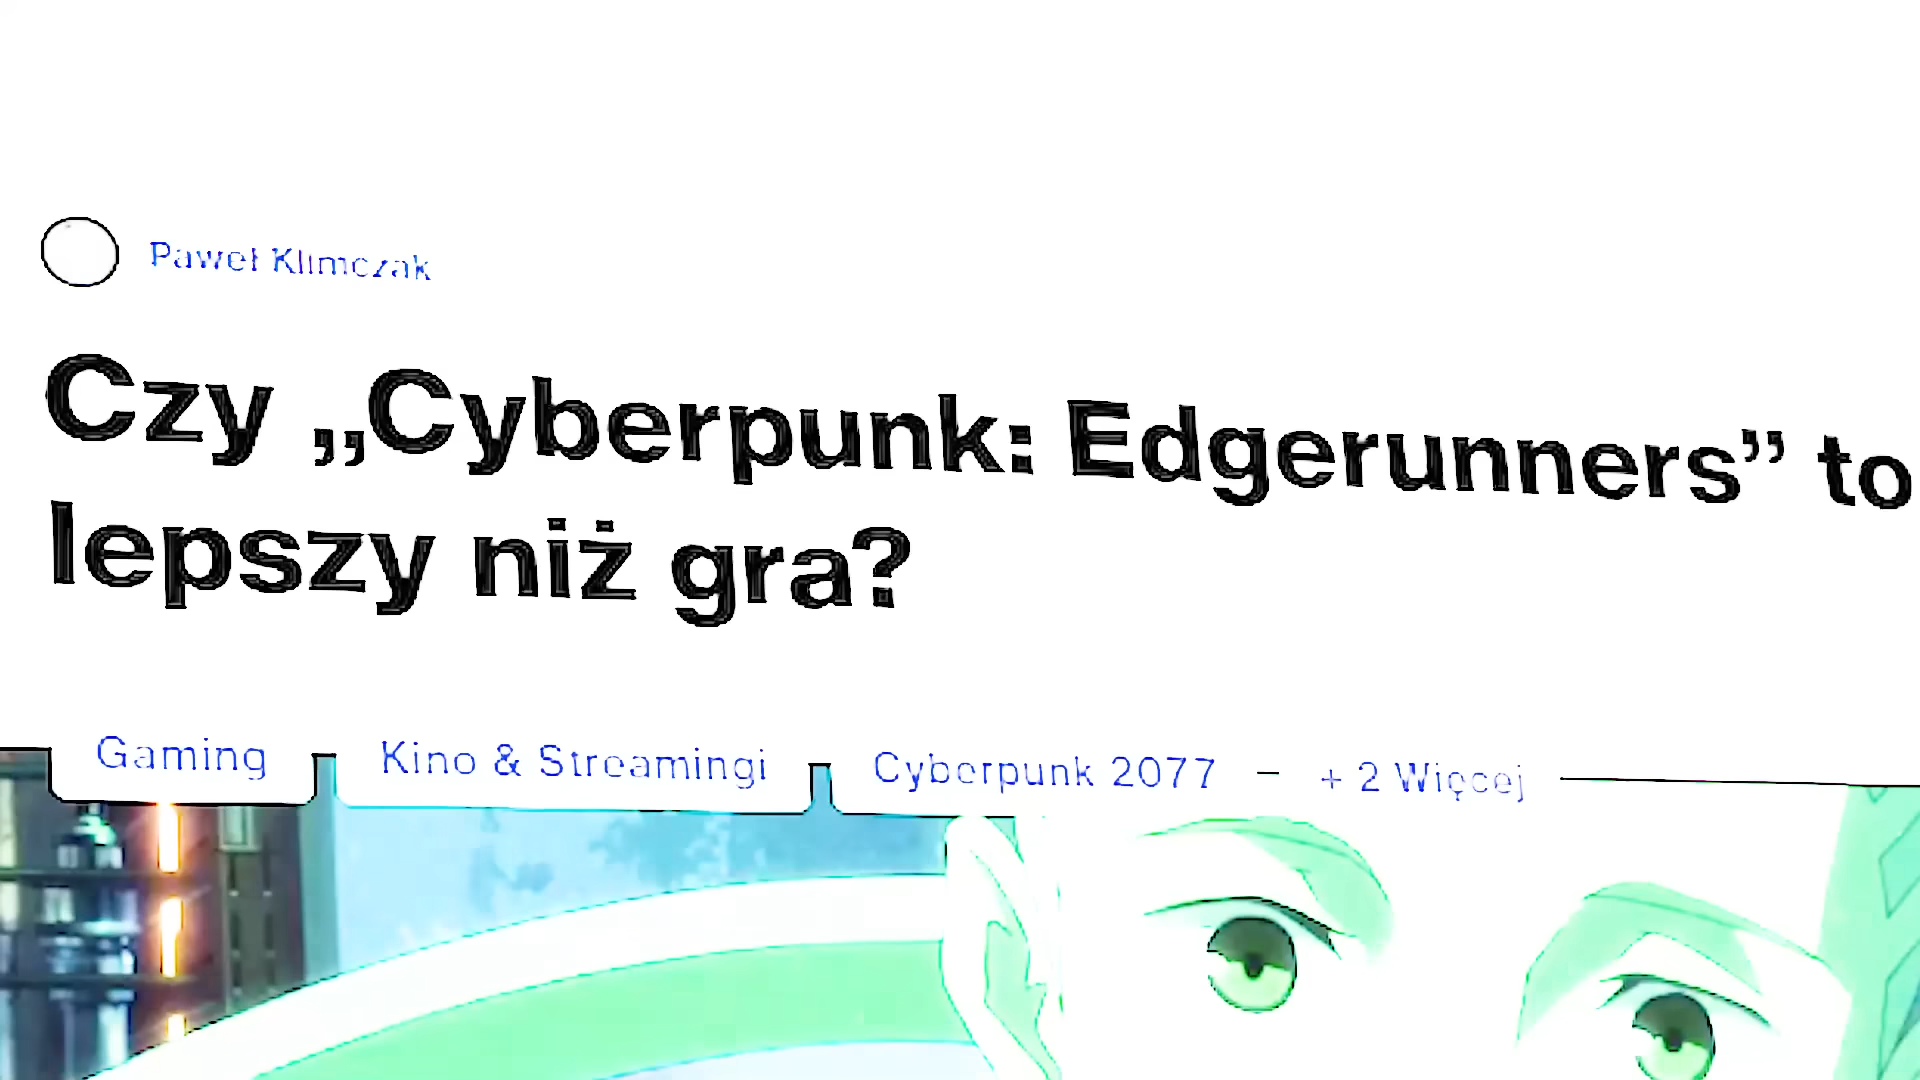 Paweł Klimczak
Czy „Cyberpunk: Edgerunners” to
lepszy niż gra?
Gaming Kino & Streamingi Cyberpunk 2077 – + 2 Więcej